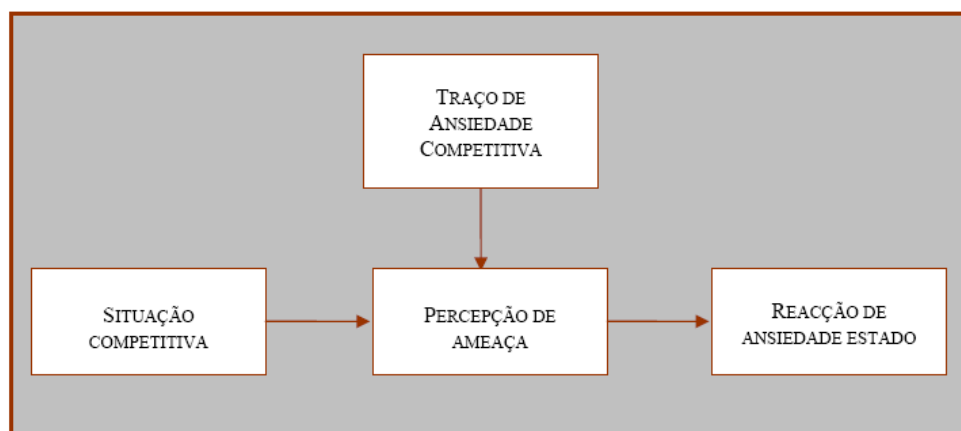 TRAÇO DE
ANSIEDADE
COMPETITIVA
SITUAÇÃO
COMPETITIVA
PERCEPÇÃO DE
AMEAÇA
REACÇÃO DE
ANSIEDADE ESTADO